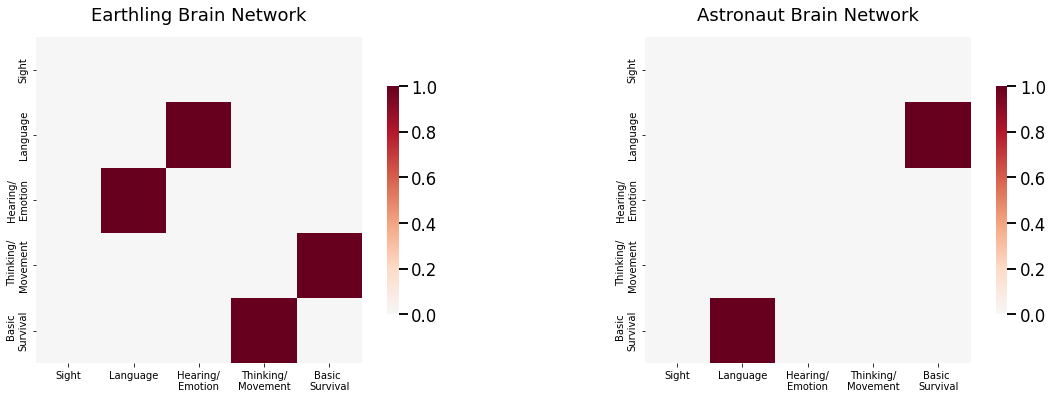 Earthling Brain Network
Sight
Language
Hearing/
Emotion
Thinking/
Movement
Basic
Survival
Sight
Language
Hearing/
Emotion
Thinking/
Movement
Basic
Survival
1.0
0.8
0.6
0.4
0.2
0.0
Astronaut Brain Network
Sight
Language
Hearing/
Emotion
Thinking/
Movement
Basic
Survival
Sight
Language
Hearing/
Emotion
Thinking/
Movement
Basic
Survival
1.0
0.8
0.6
0.4
0.2
0.0